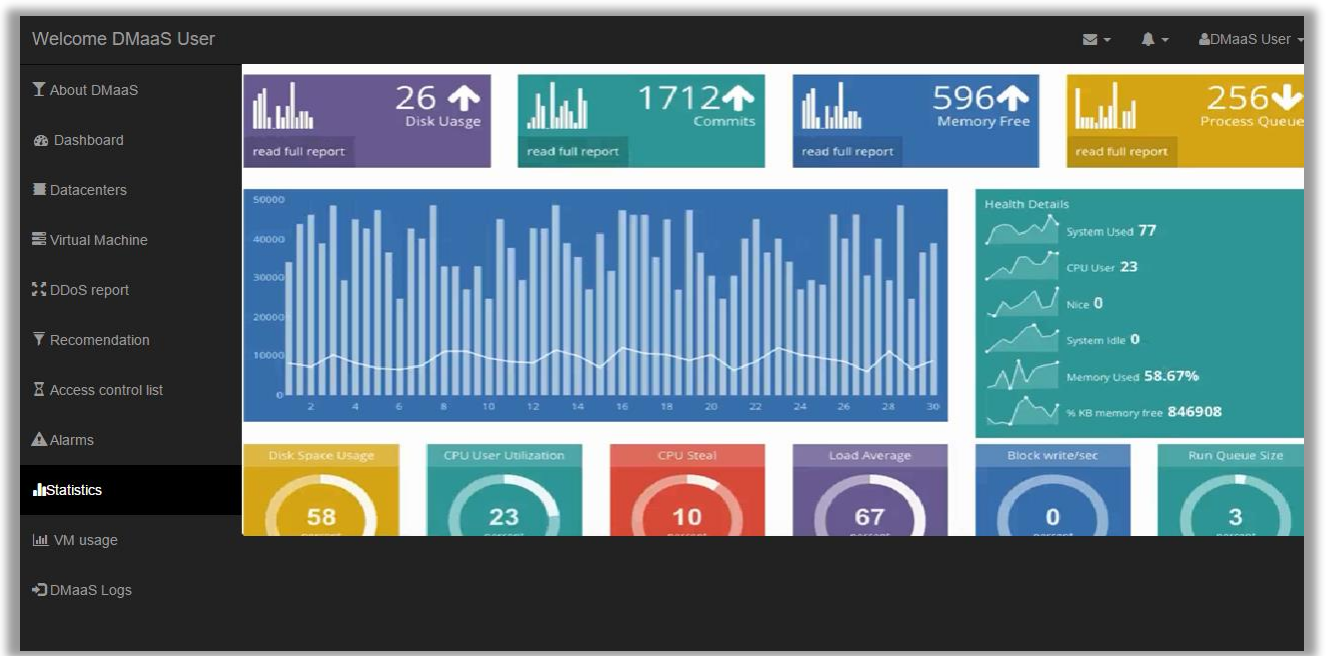 Welcome DMaaS User
DMaaS User
About DMaaS
Dashboard
Datacenters
Virtual Machine
DDoS report
Recomendation
Access control list
Alarms
Statistics
VM usage
DMaaS Logs
26
Disk Uasge
read full report
1712
Commits
read full report
596
Memory Free
read full report
256
Process Queue
read full report
50000
40000
30000
20000
10000
0
2 4 6 8 10 12 14 16 18 20 22 24 26 28 30
Health Details
System Used 77
CPU User 23
Nice 0
System Idle 0
Memory Used 58.67%
% KB memory free 846908
Disk Space Usage
58
CPU User Utilization
23
CPU Steal
10
Load Average
67
Block write/sec
0
Run Queue Size
3